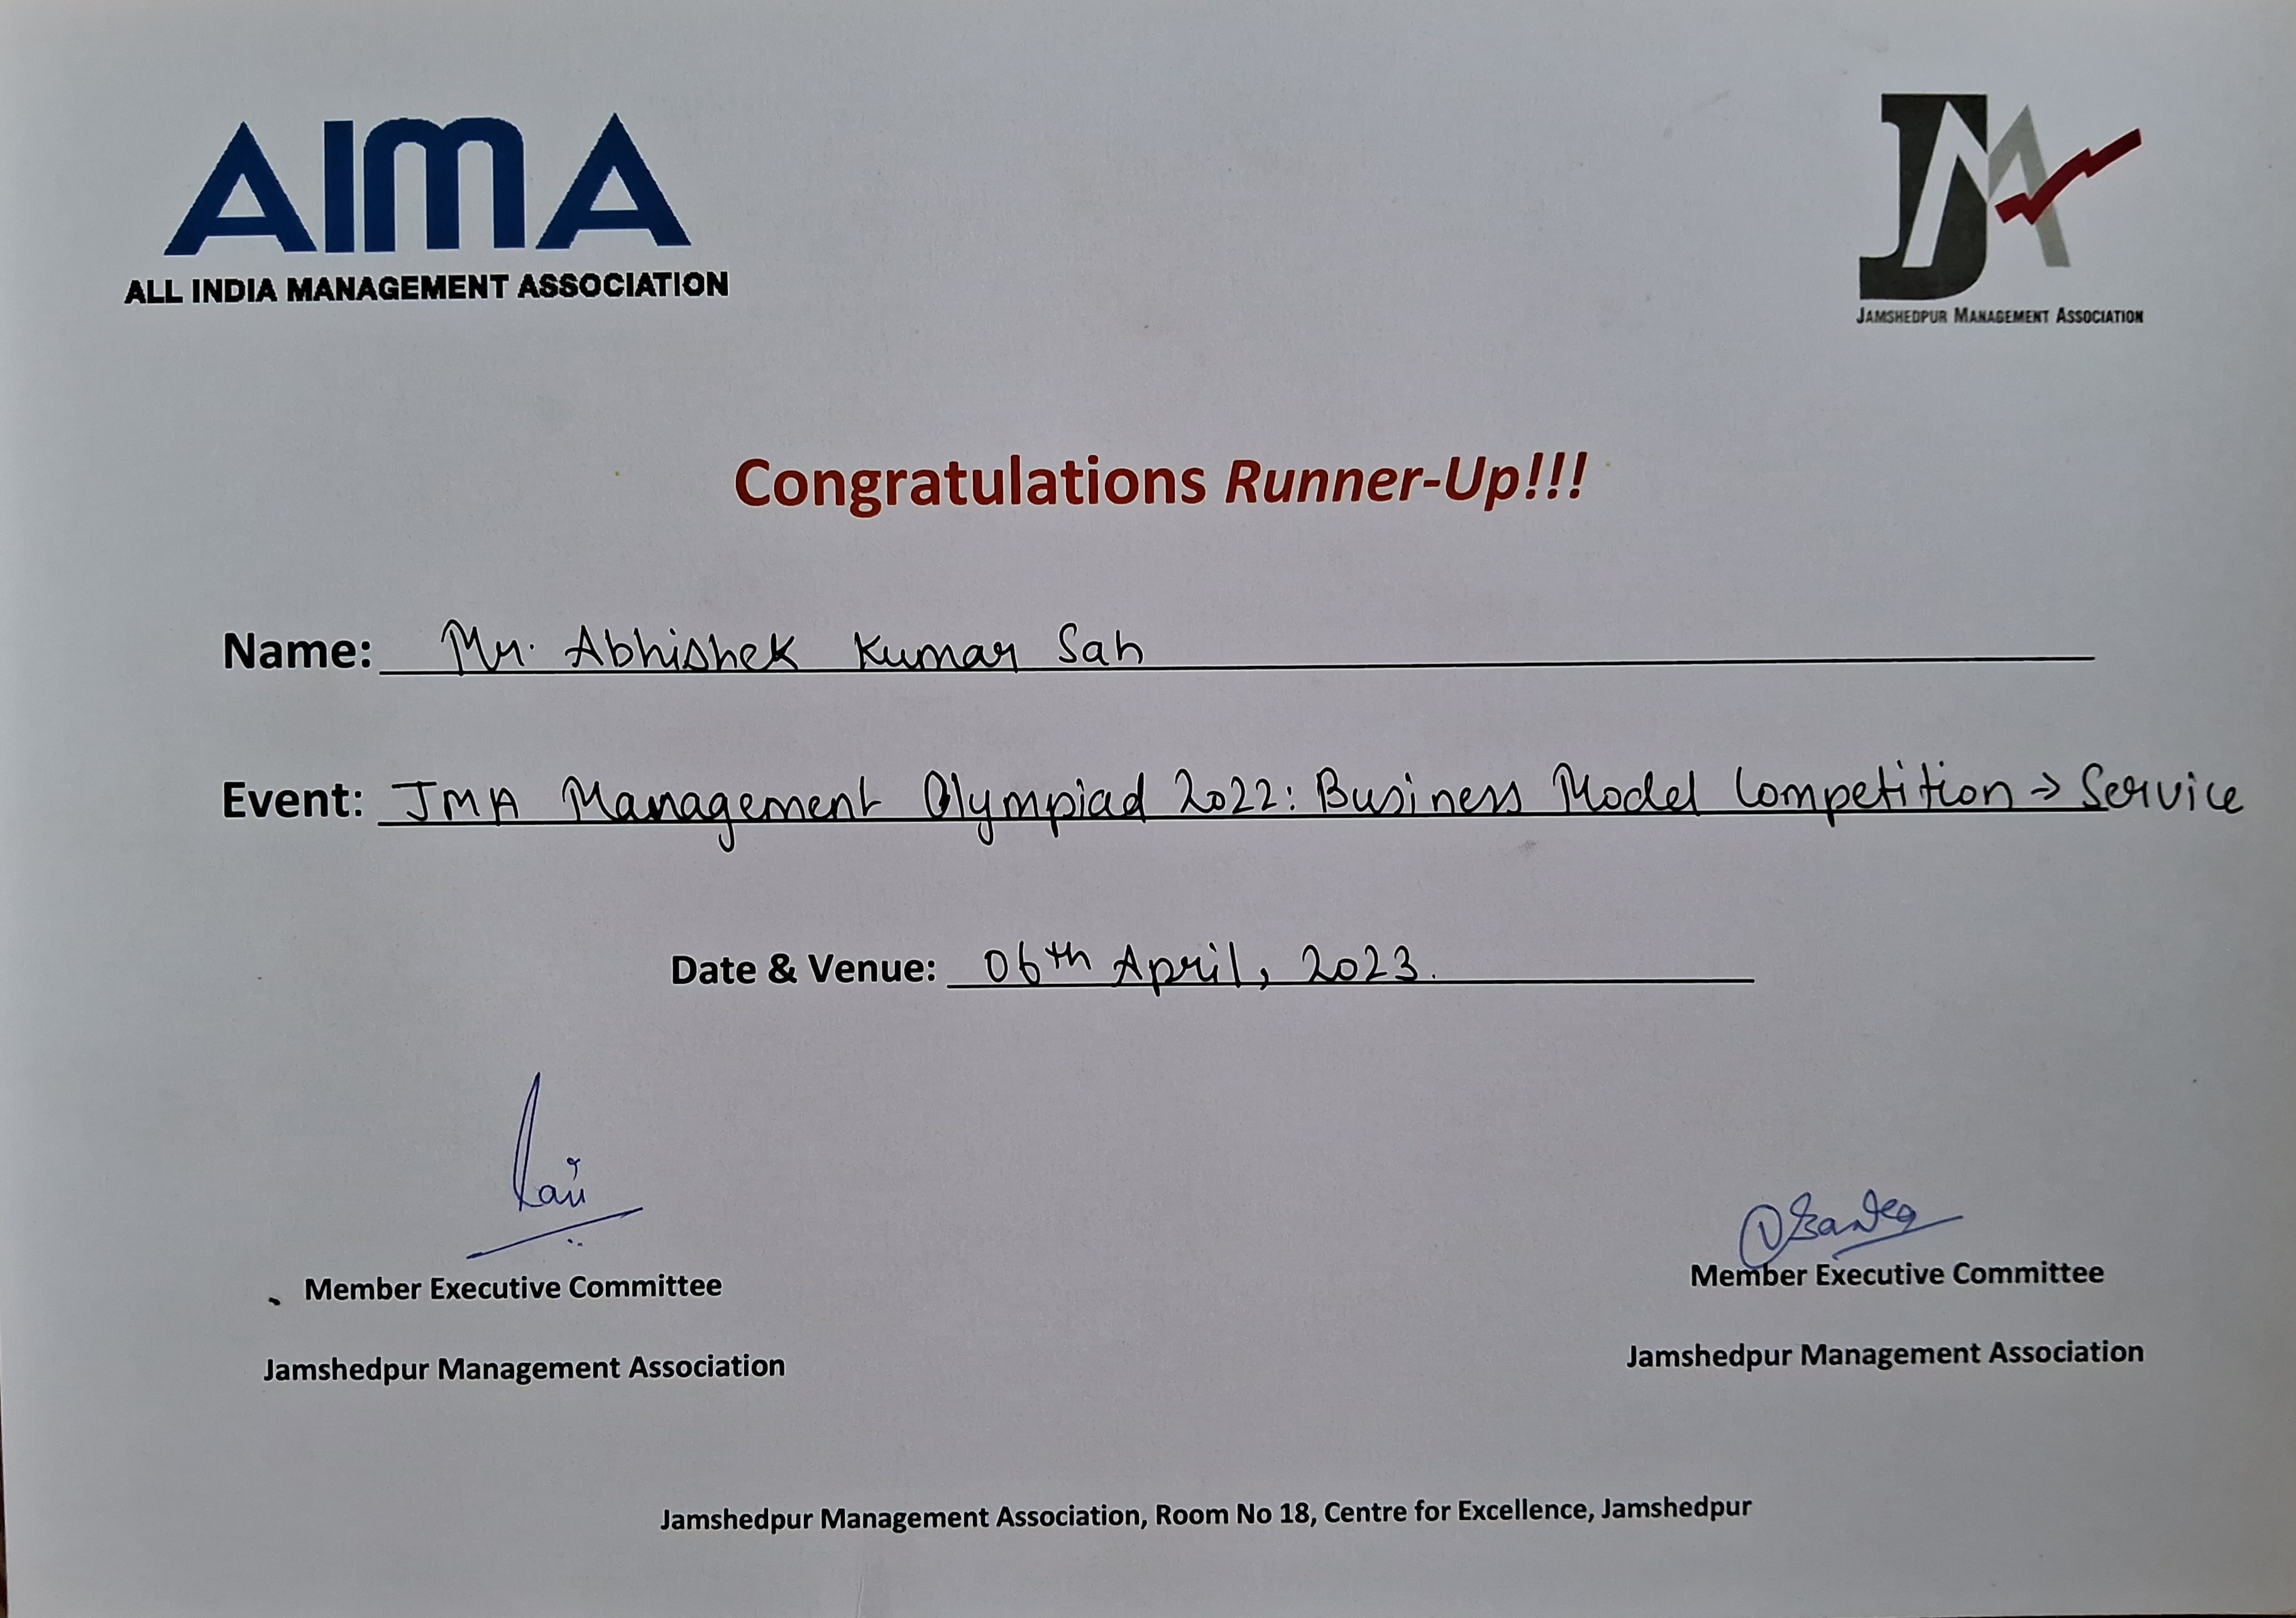 AIMA
ALL INDIA MANAGEMENT ASSOCIATION
JM
JAMSHEDPUR MANAGEMENT ASSOCIATION
Congratulations Runner-Up!!!
Name: Mr. Abhishek Kumar Sah
Event: JMA Management Olympiad 2022: Business Model Competition → Service
Date & Venue: 06th April, 2023.
Member Executive Committee
Jamshedpur Management Association
Member Executive Committee
Jamshedpur Management Association
Jamshedpur Management Association, Room No 18, Centre for Excellence, Jamshedpur